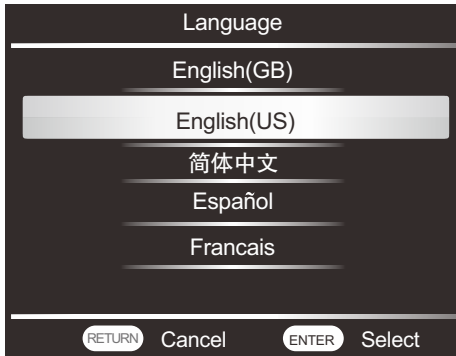 Language
English(GB)
English(US)
简体中文
Español
Francais
RETURN Cancel ENTER Select